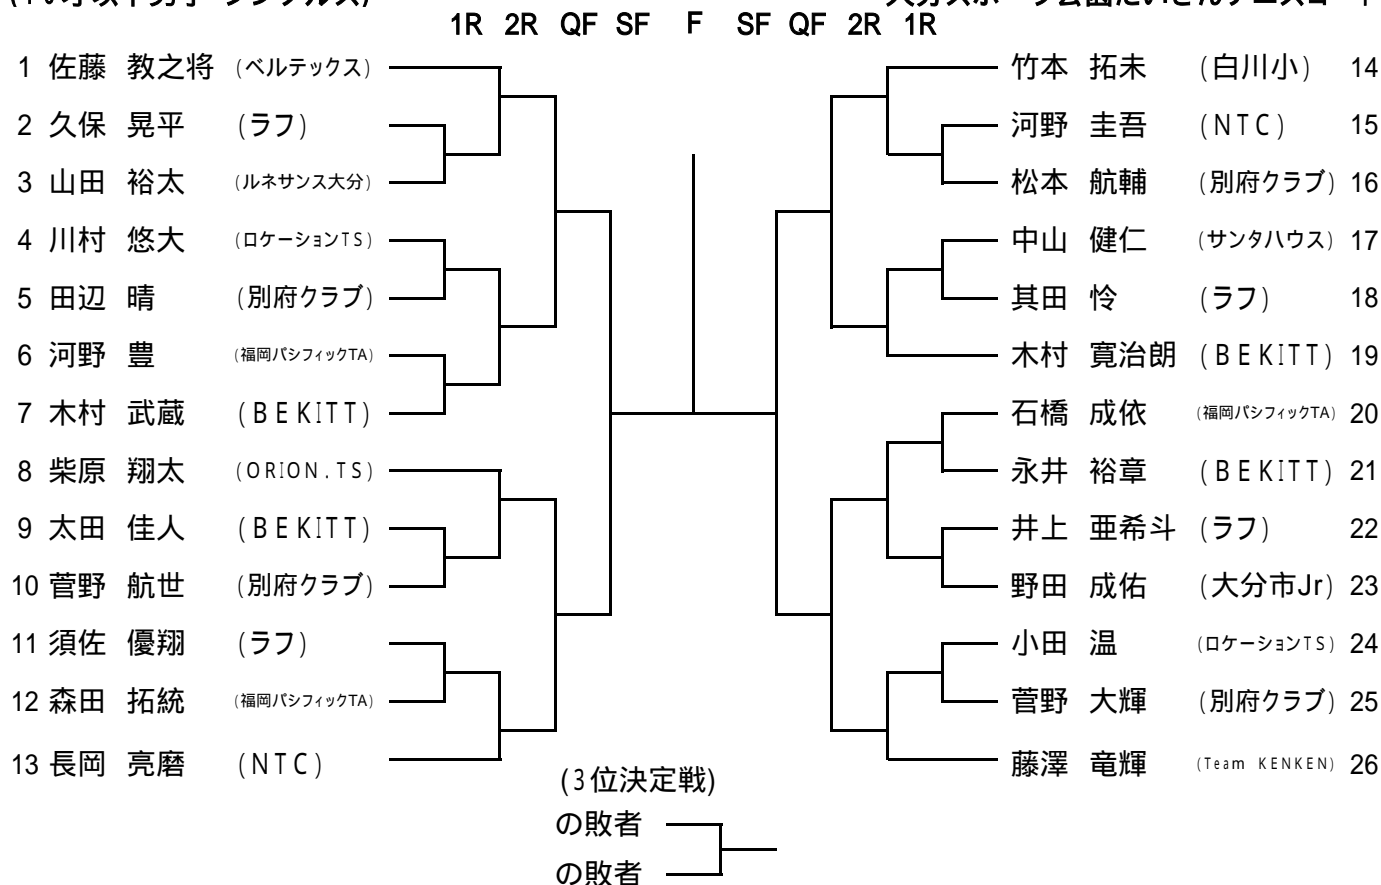 1R 2R QF SF F SF QF 2R 1R
1 佐藤 教之将 (ベルテックス) 竹本 拓未 (白川小) 14
2 久保 晃平 (ラフ) 河野 圭吾 (NTC) 15
3 山田 裕太 (ルネサンス大分) 松本 航輔 (別府クラブ) 16
4 川村 悠大 (ロケーションTS) 中山 健仁 (サンタハウス) 17
5 田辺 晴 (別府クラブ) 其田 怜 (ラフ) 18
6 河野 豊 (福岡パシフィックTA) 木村 寛治朗 (BEKITT) 19
7 木村 武蔵 (BEKITT) 石橋 成依 (福岡パシフィックTA) 20
8 柴原 翔太 (ORION.TS) 永井 裕章 (BEKITT) 21
9 太田 佳人 (BEKITT) 井上 亜希斗 (ラフ) 22
10 菅野 航世 (別府クラブ) 野田 成佑 (大分市Jr) 23
11 須佐 優翔 (ラフ) 小田 温 (ロケーションTS) 24
12 森田 拓統 (福岡パシフィックTA) 菅野 大輝 (別府クラブ) 25
13 長岡 亮磨 (NTC) 藤澤 竜輝 (Team KENKEN) 26
(3位決定戦)
の敗者
の敗者